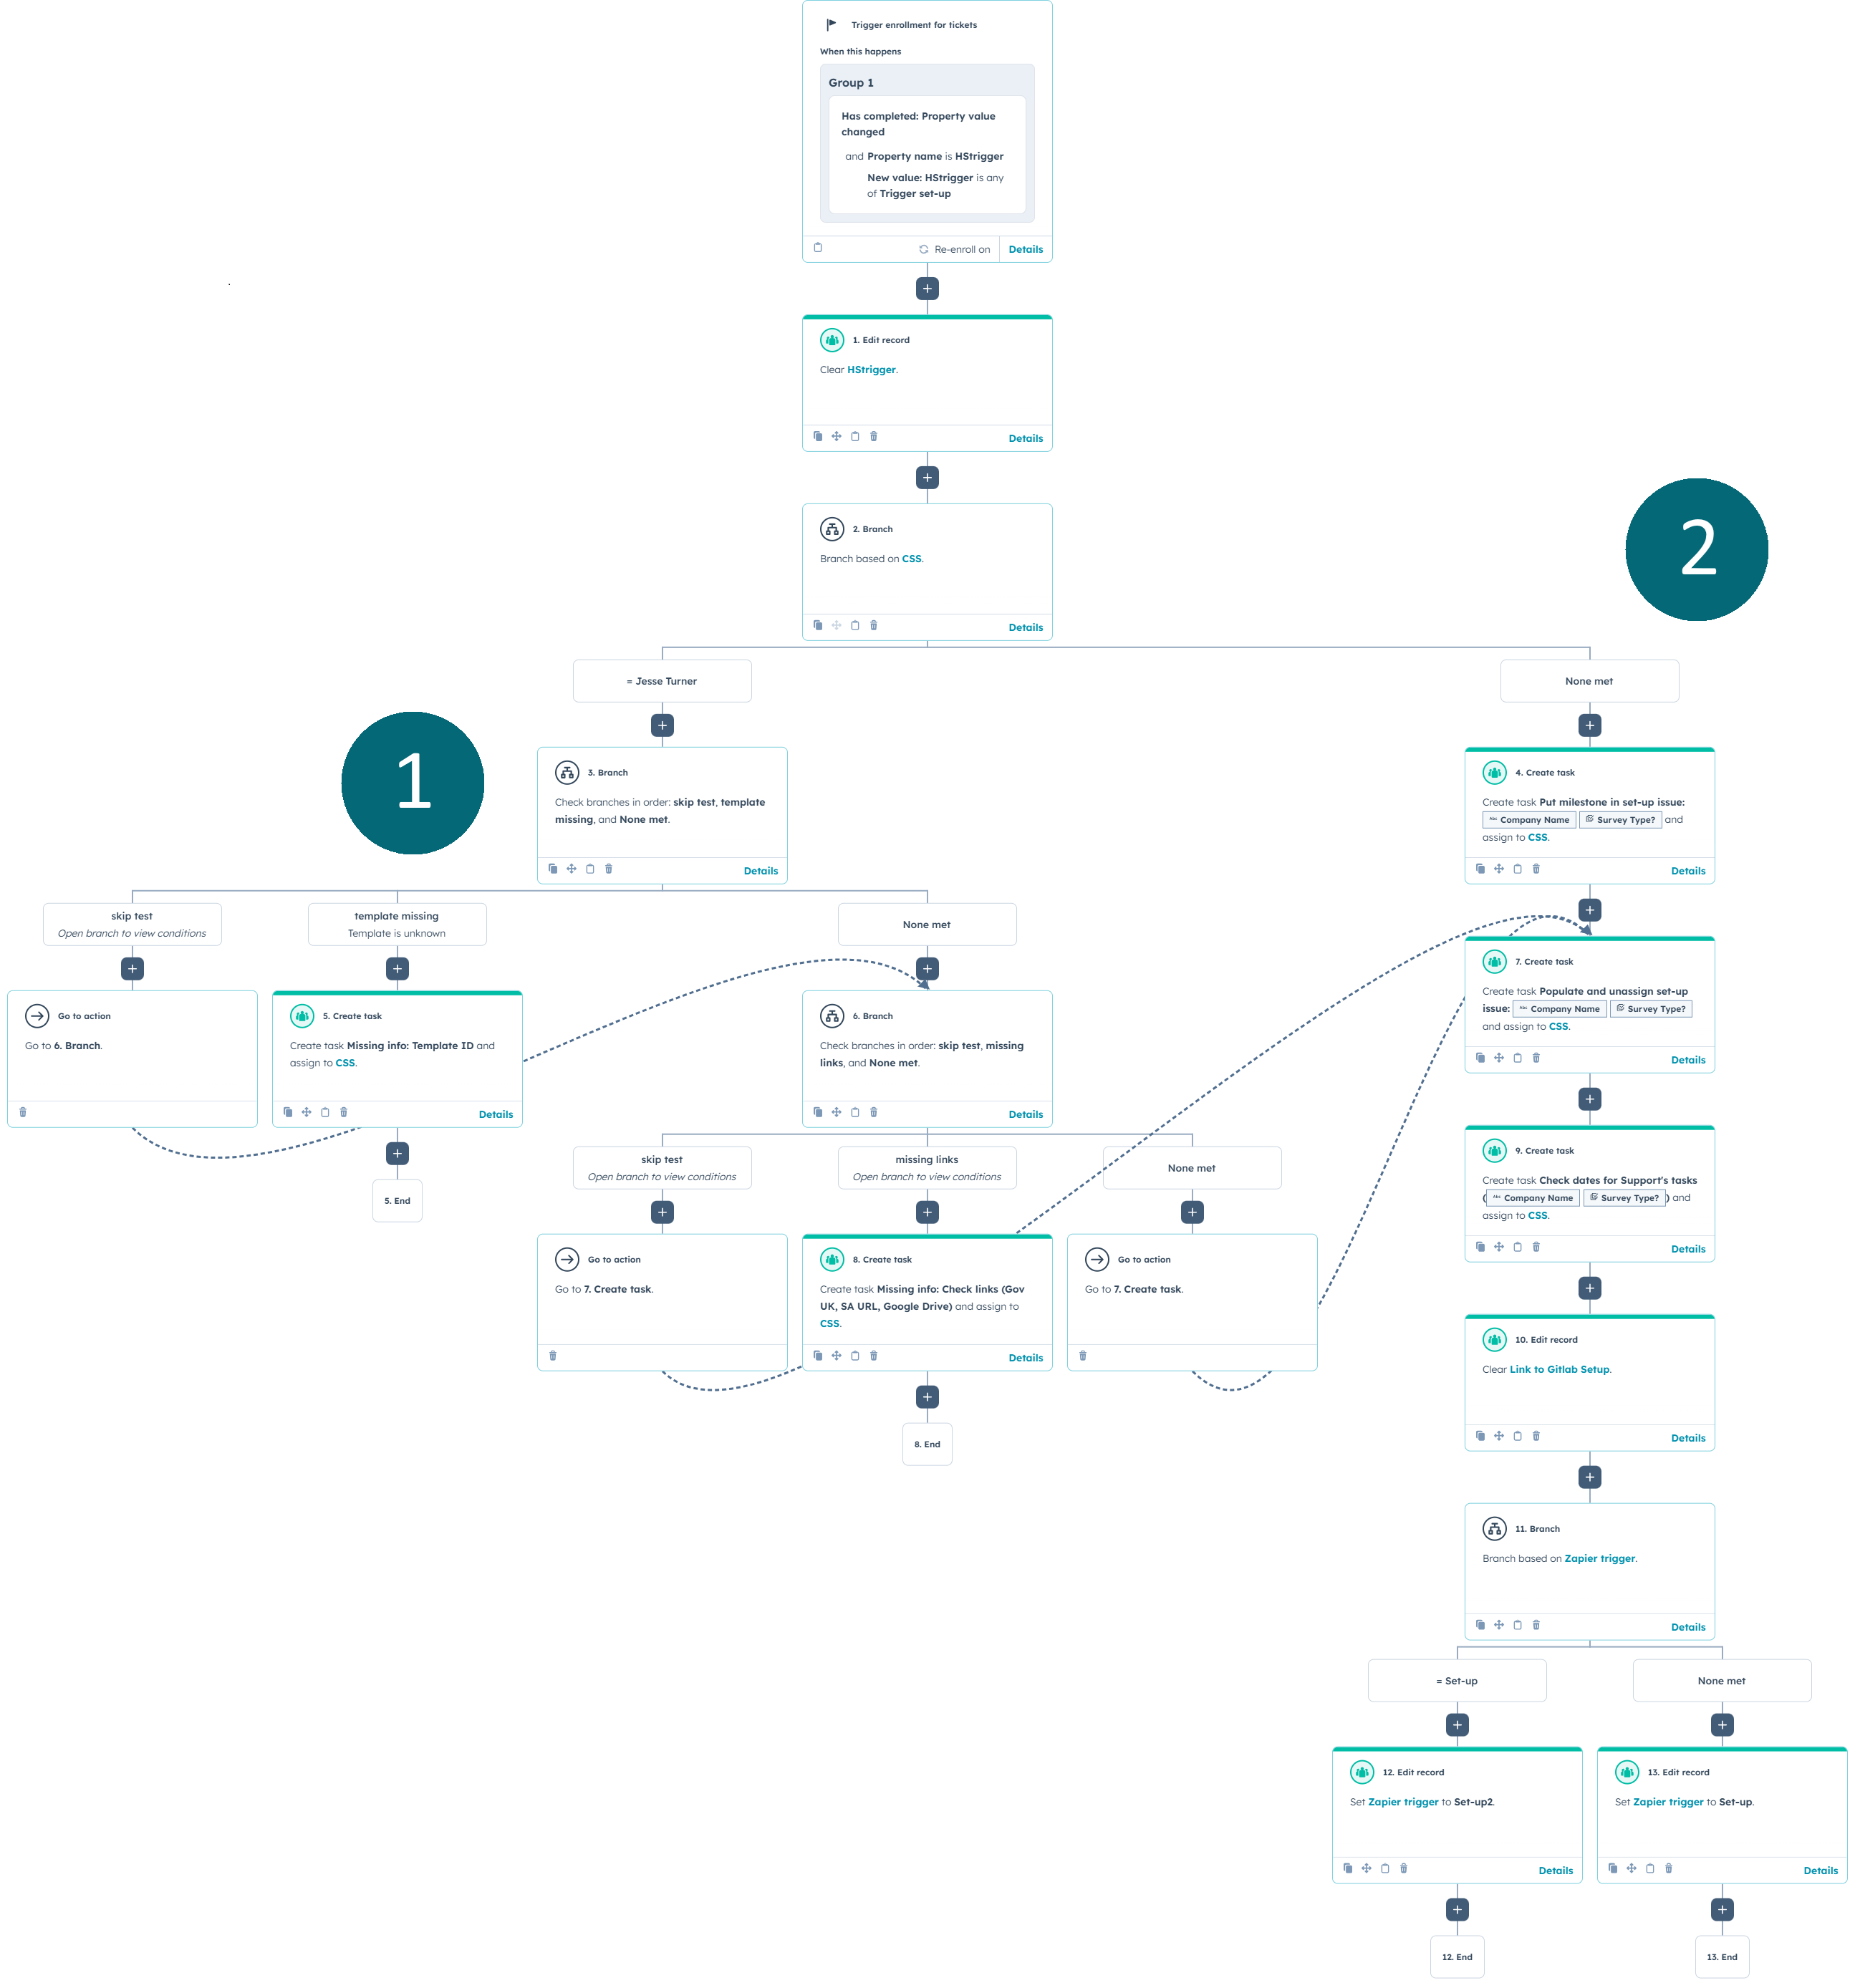 Trigger enrollment for tickets
When this happens
Group 1
Has completed: Property value
changed
and Property name is HStrigger
New value: HStrigger is any
of Trigger set-up
Re-enroll on
Details
1. Edit record
Clear HStrigger.
Details
2. Branch
Branch based on CSS.
Details
2
= Jesse Turner
None met
1
3. Branch
Check branches in order: skip test, template
missing, and None met.
Details
4. Create task
Create task Put milestone in set-up issue:
Abc Company Name Survey Type? and
assign to CSS.
Details
skip test
Open branch to view conditions
template missing
Template is unknown
None met
Go to action
Go to 6. Branch.
5. Create task
Create task Missing info: Template ID and
assign to CSS.
Details
5. End
6. Branch
Check branches in order: skip test, missing
links, and None met.
Details
7. Create task
Create task Populate and unassign set-up
issue: Abc Company Name Survey Type?
and assign to CSS.
Details
skip test
Open branch to view conditions
missing links
Open branch to view conditions
None met
Go to action
Go to 7. Create task.
8. Create task
Create task Missing info: Check links (Gov
UK, SA URL, Google Drive) and assign to
CSS.
Details
8. End
Go to action
Go to 7. Create task.
9. Create task
Create task Check dates for Support's tasks
( Abc Company Name Survey Type? ) and
assign to CSS.
Details
10. Edit record
Clear Link to Gitlab Setup.
Details
11. Branch
Branch based on Zapier trigger.
Details
= Set-up
None met
12. Edit record
Set Zapier trigger to Set-up2.
Details
12. End
13. Edit record
Set Zapier trigger to Set-up.
Details
13. End